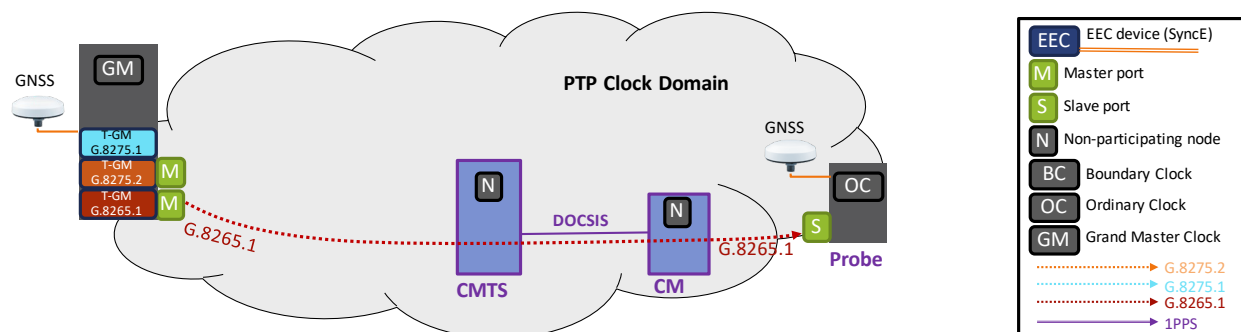 GM
GNSS
T-GM
G.8275.1
T-GM
G.8275.2
M
T-GM
G.8265.1
M
G.8265.1
PTP Clock Domain
N
CMTS
DOCSIS
N
CM
G.8265.1
GNSS
OC
S
Probe
EEC
EEC device (SyncE)
M
Master port
S
Slave port
N
Non-participating node
BC
Boundary Clock
OC
Ordinary Clock
GM
Grand Master Clock
G.8275.2
G.8275.1
G.8265.1
1PPS